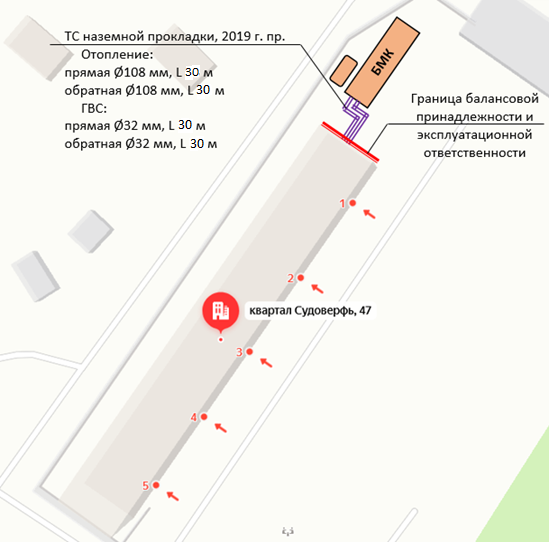 ТС наземной прокладки, 2019 г. пр.
Отопление:
прямая Ø108 мм, L 30 м
обратная Ø108 мм, L 30 м
ГВС:
прямая Ø32 мм, L 30 м
обратная Ø32 мм, L 30 м
БМК
Граница балансовой
принадлежности и
эксплуатационной
ответственности
1
2
квартал Судоверфь, 47
3
4
5